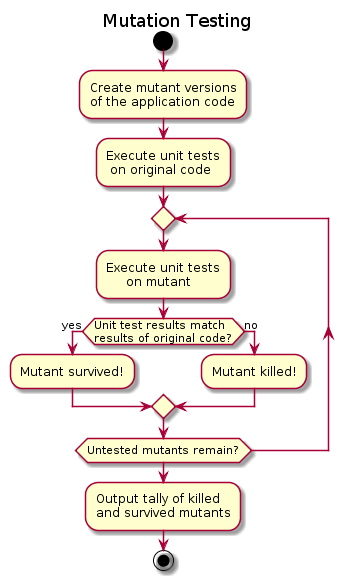 Mutation Testing
Create mutant versions
of the application code
Execute unit tests
on original code
Execute unit tests
on mutant
yes
Unit test results match
results of original code?
no
Mutant survived!
Mutant killed!
Untested mutants remain?
Output tally of killed
and survived mutants